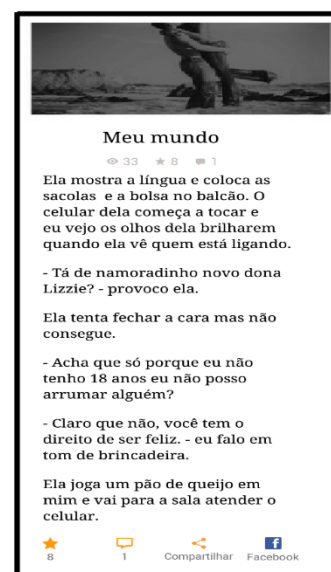 Meu mundo
33 8 1
Ela mostra a língua e coloca as
sacolas e a bolsa no balcão. O
celular dela começa a tocar e
eu vejo os olhos dela brilharem
quando ela vê quem está ligando.
- Tá de namoradinho novo dona
Lizzie? - provoco ela.
Ela tenta fechar a cara mas não
consegue.
- Acha que só porque eu não
tenho 18 anos eu não posso
arrumar alguém?
- Claro que não, você tem o
direito de ser feliz. - eu falo em
tom de brincadeira.
Ela joga um pão de queijo em
mim e vai para a sala atender o
celular.
8 1 Compartilhar Facebook